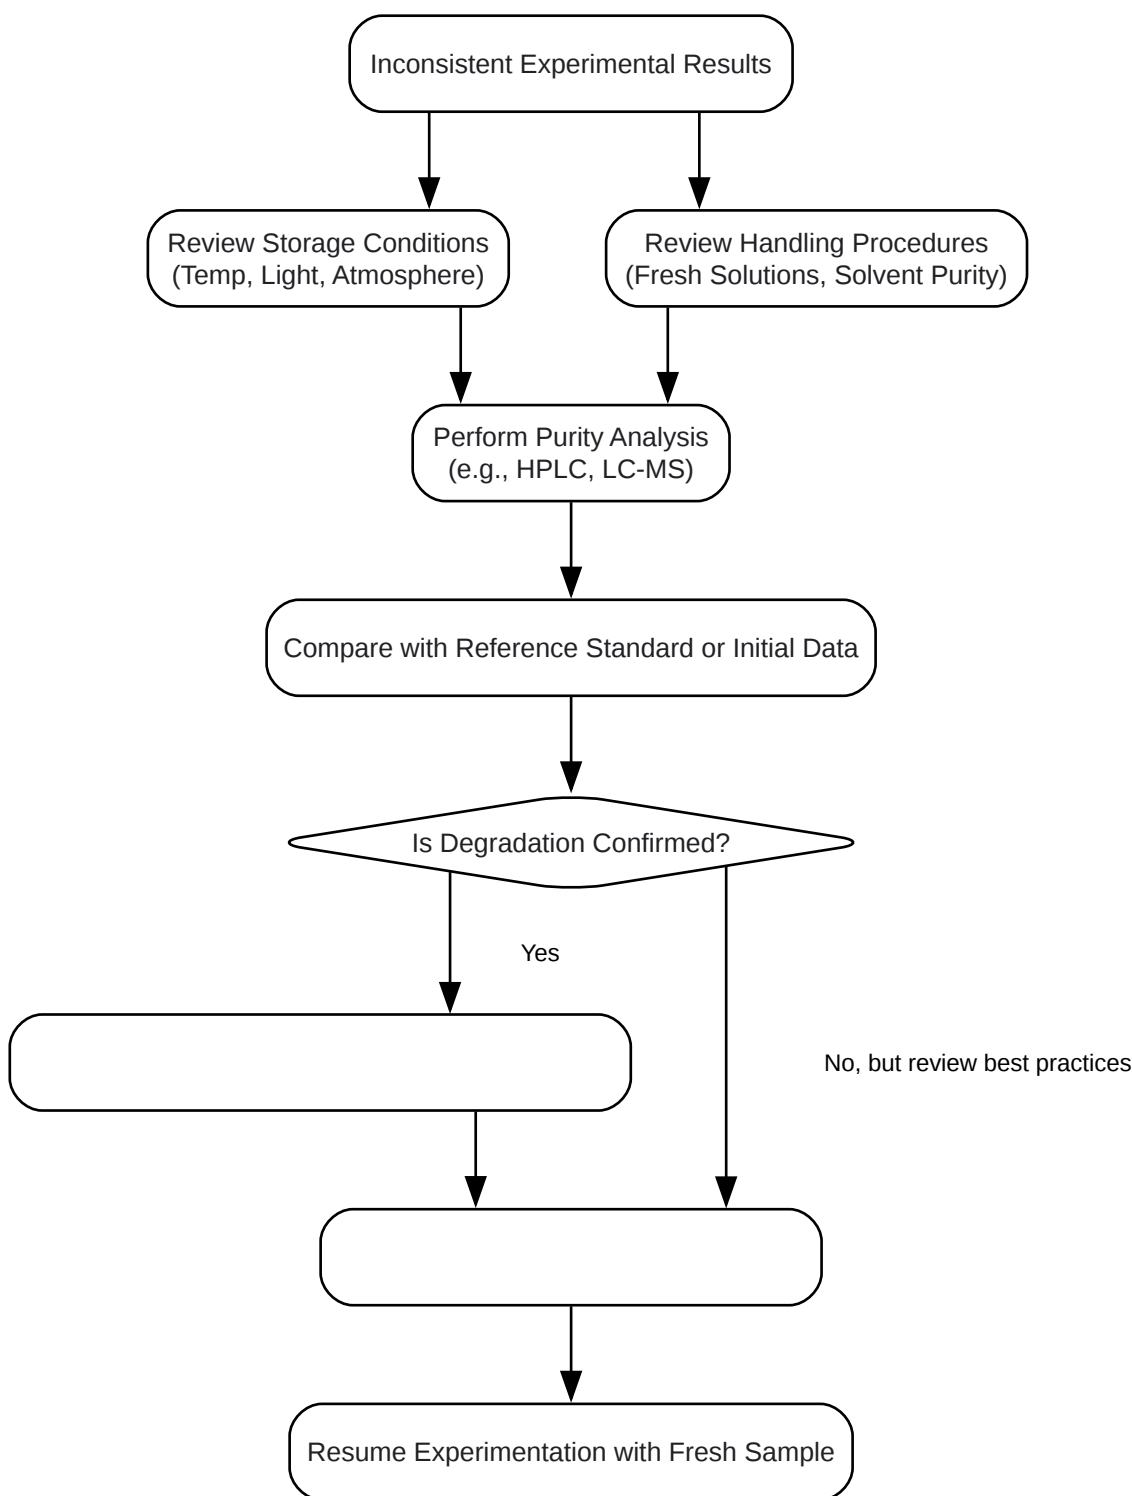 Inconsistent Experimental Results
Review Storage Conditions
(Temp, Light, Atmosphere)
Review Handling Procedures
(Fresh Solutions, Solvent Purity)
Perform Purity Analysis
(e.g., HPLC, LC-MS)
Compare with Reference Standard or Initial Data
Is Degradation Confirmed?
Yes
No, but review best practices
Resume Experimentation with Fresh Sample